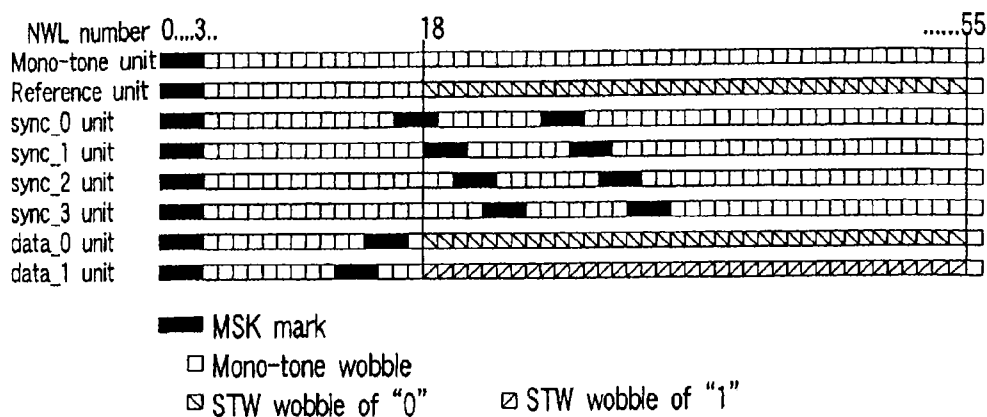 NWL number 0....3.. 18 ......55
Mono-tone unit
Reference unit
sync_0 unit
sync_1 unit
sync_2 unit
sync_3 unit
data_0 unit
data_1 unit
MSK mark
Mono-tone wobble
STW wobble of "0" STW wobble of "1"